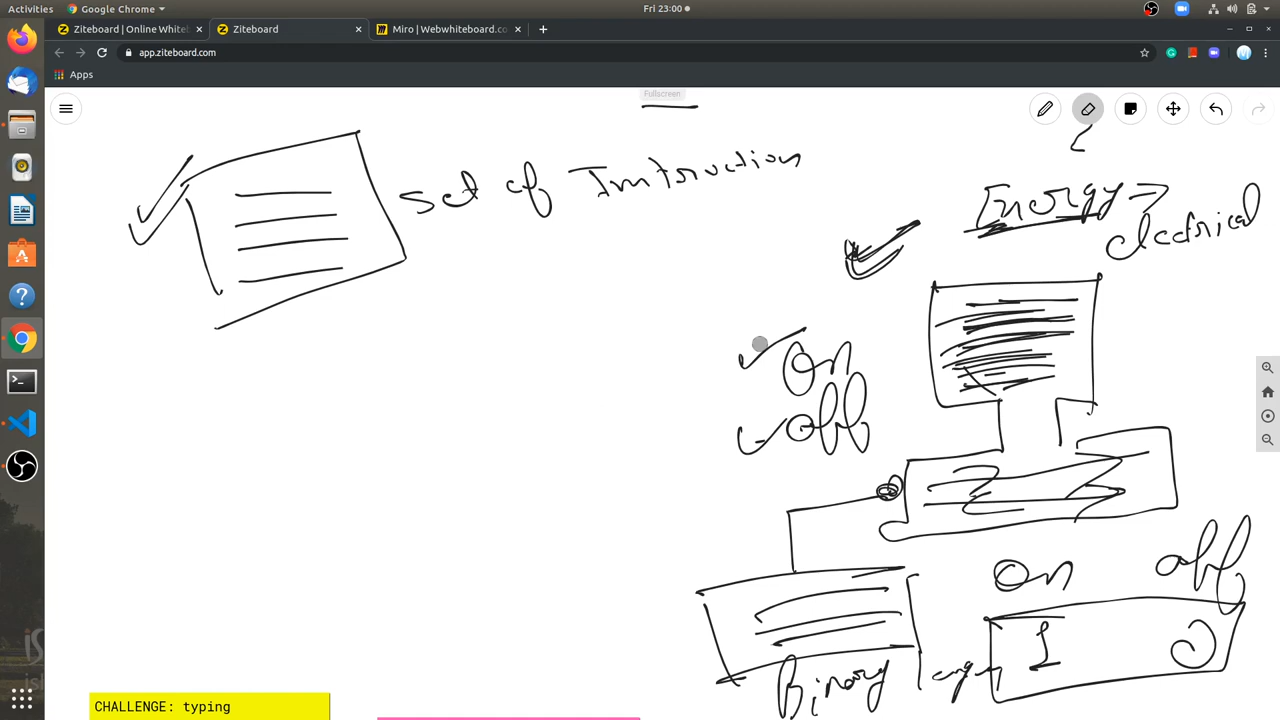 Activities
Google Chrome
Fri 23:00
Ziteboard | Online White
Ziteboard
Miro | Webwhiteboard.co
app.ziteboard.com
Apps
Fullscreen
set of Instruction
Energy
electrical
On
off
On off
1 0
Binary
CHALLENGE: typing